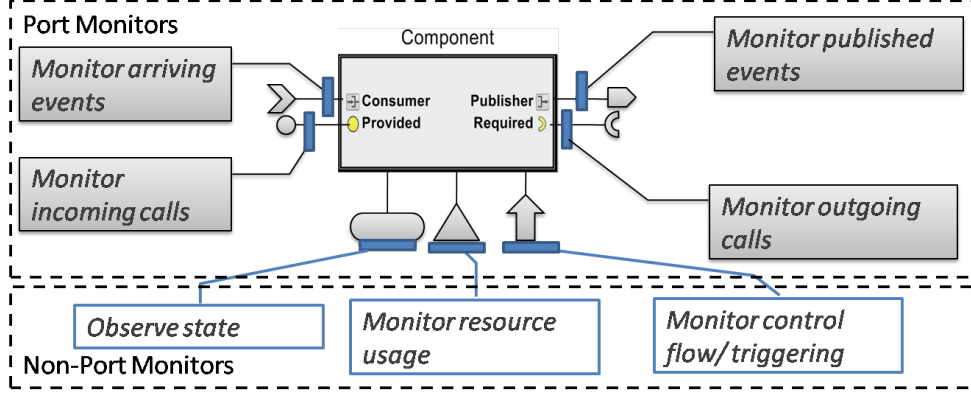 Port Monitors
Component
Monitor arriving
events
Monitor published
events
Consumer
Publisher
Provided
Required
Monitor
incoming calls
Monitor outgoing
calls
Observe state
Monitor resource
usage
Monitor control
flow/ triggering
Non-Port Monitors